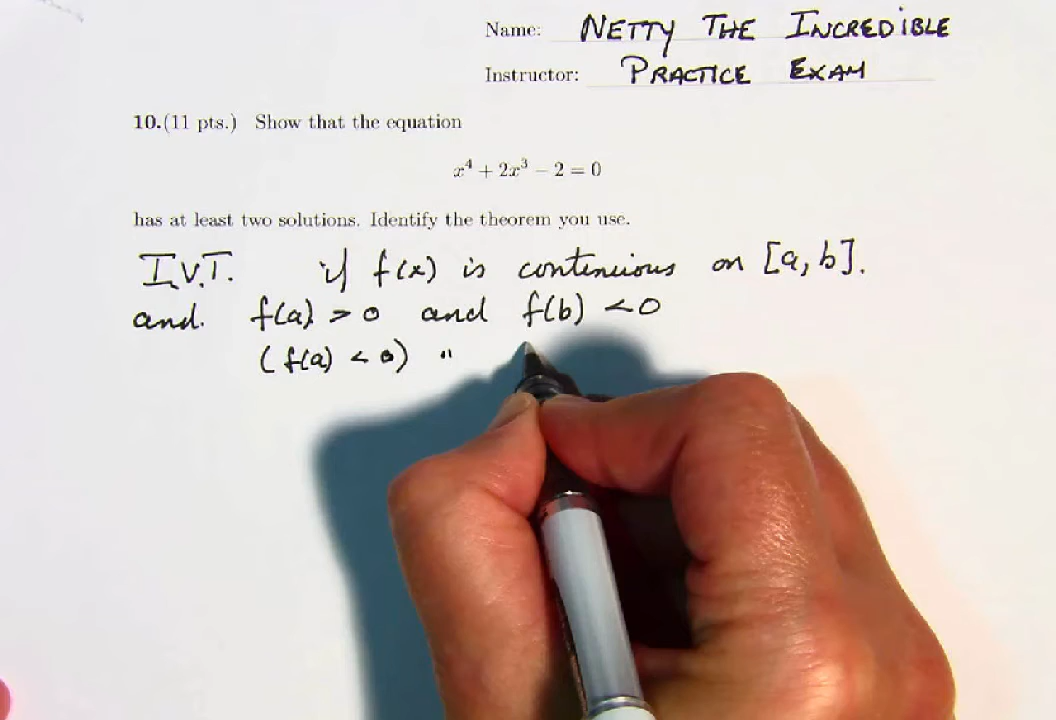 Name: NETTY THE INCREDIBLE
Instructor: PRACTICE EXAM
10.(11 pts.) Show that the equation
x⁴ + 2x³ − 2 = 0
has at least two solutions. Identify the theorem you use.
I.V.T. if f(x) is continuous on [a, b].
and. f(a) > 0 and f(b) < 0
(f(a) < 0) "